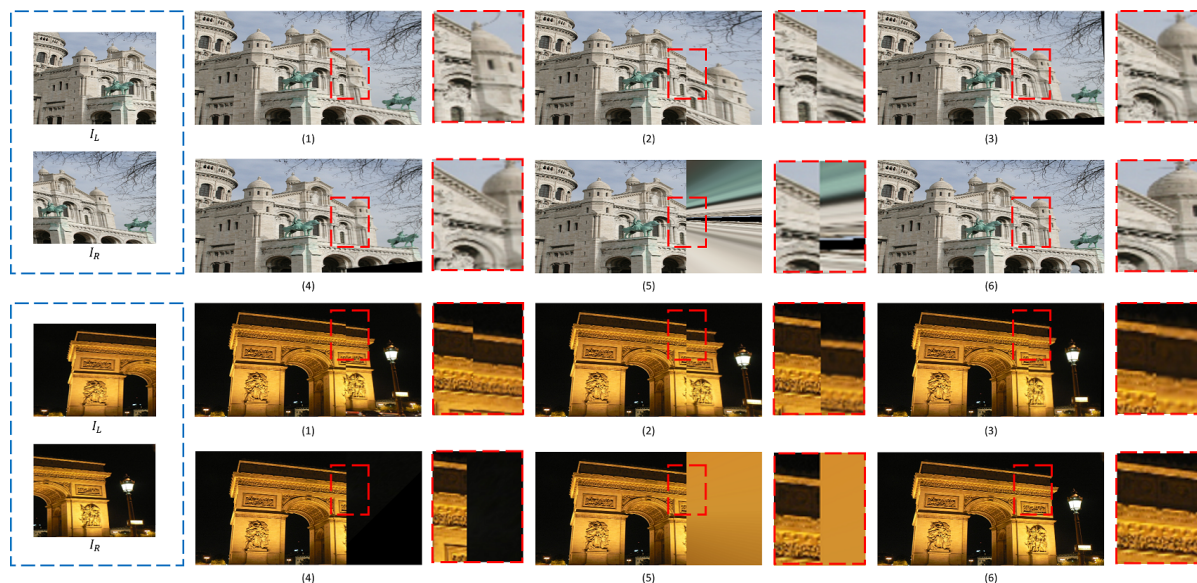 I_L
(1) (2) (3)
I_R
(4) (5) (6)
I_L
(1) (2) (3)
I_R
(4) (5) (6)